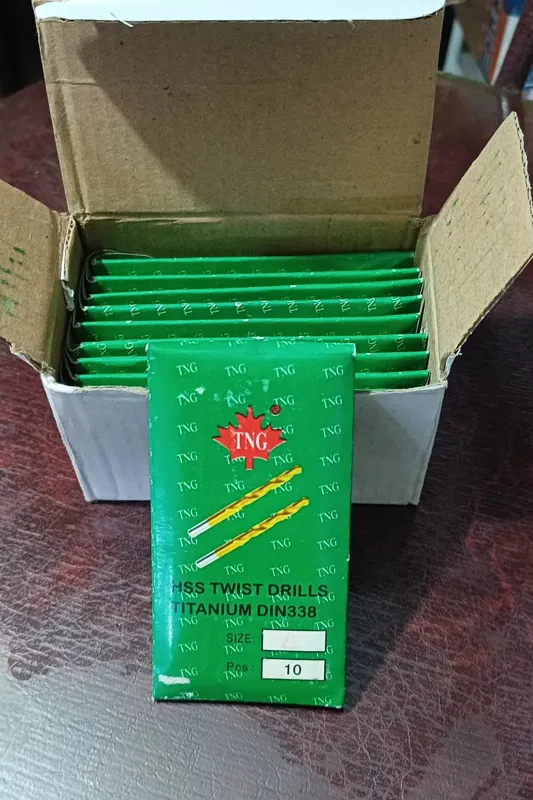 TNG
HSS TWIST DRILLS
TITANIUM DIN338
SIZE:
Pcs 10